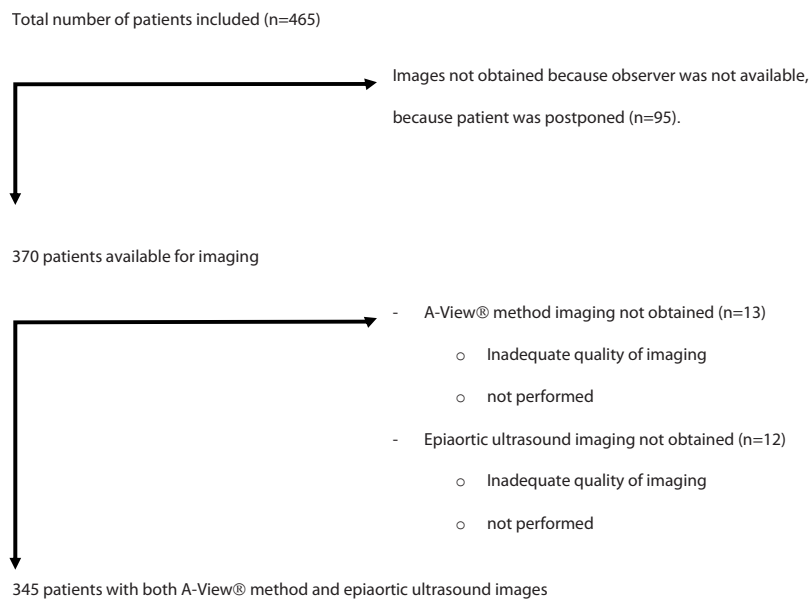 Total number of patients included (n=465)
Images not obtained because observer was not available,
because patient was postponed (n=95).
370 patients available for imaging
- A-View® method imaging not obtained (n=13)
o Inadequate quality of imaging
o not performed
- Epiaortic ultrasound imaging not obtained (n=12)
o Inadequate quality of imaging
o not performed
345 patients with both A-View® method and epiaortic ultrasound images